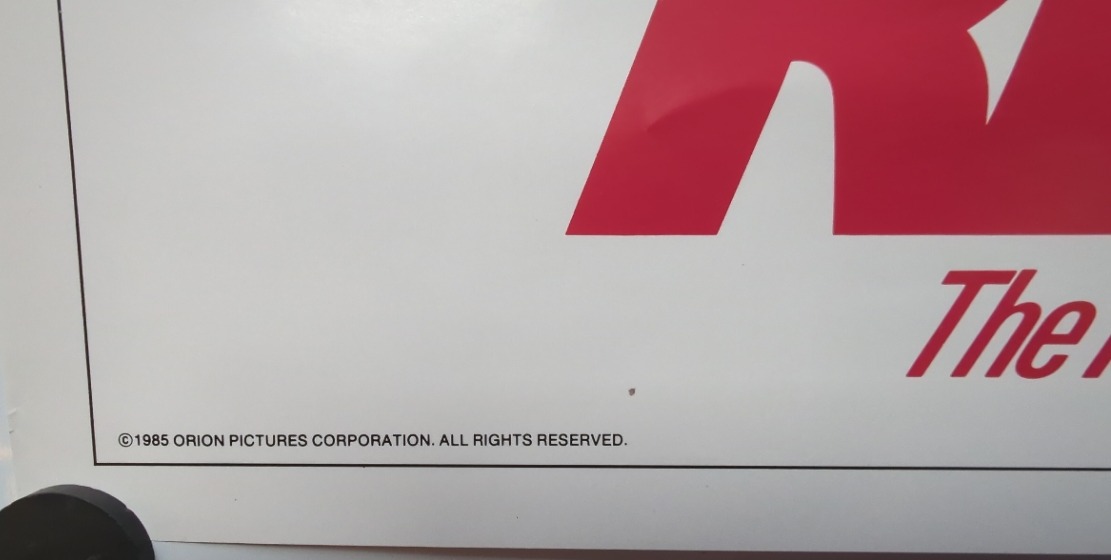 R
The
©1985 ORION PICTURES CORPORATION. ALL RIGHTS RESERVED.